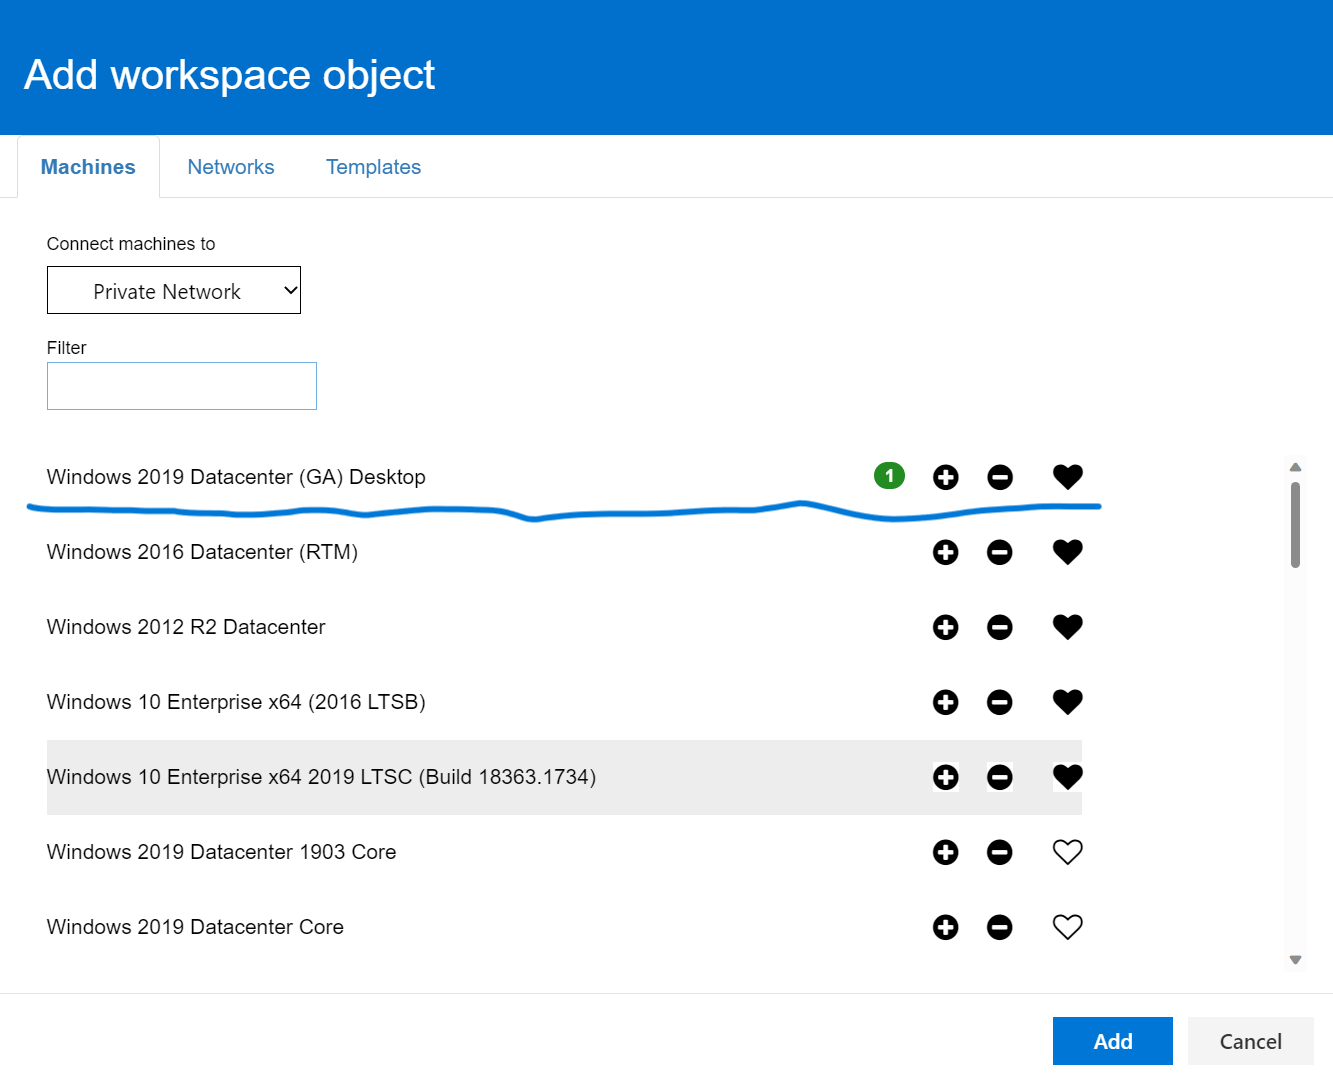 Add workspace object
Machines Networks Templates
Connect machines to
Private Network
Filter
Windows 2019 Datacenter (GA) Desktop 1
Windows 2016 Datacenter (RTM)
Windows 2012 R2 Datacenter
Windows 10 Enterprise x64 (2016 LTSB)
Windows 10 Enterprise x64 2019 LTSC (Build 18363.1734)
Windows 2019 Datacenter 1903 Core
Windows 2019 Datacenter Core
Add Cancel